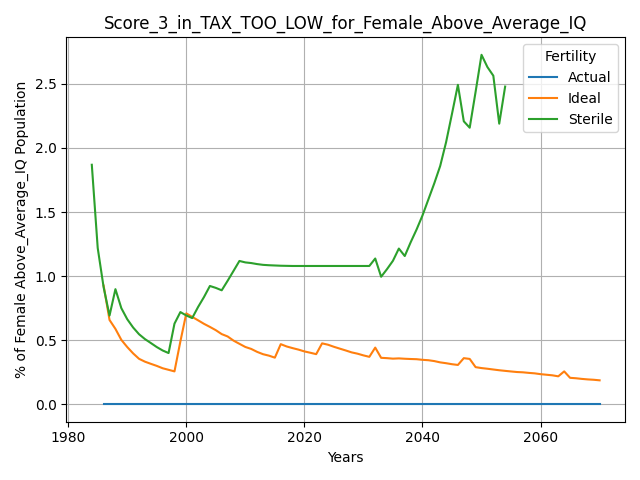 Score_3_in_TAX_TOO_LOW_for_Female_Above_Average_IQ
% of Female Above_Average_IQ Population
2.5
2.0
1.5
1.0
0.5
0.0
Fertility
Actual
Ideal
Sterile
1980
2000
2020
2040
2060
Years